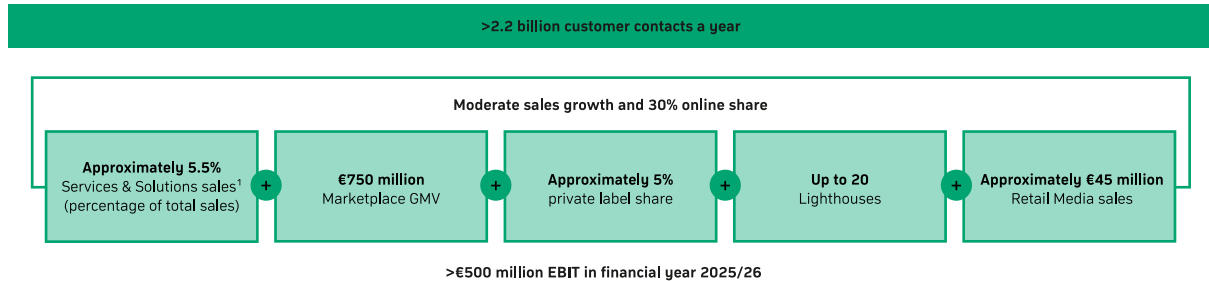 >2.2 billion customer contacts a year
Moderate sales growth and 30% online share
Approximately 5.5%
Services & Solutions sales¹
(percentage of total sales)
+
€750 million
Marketplace GMV
+
Approximately 5%
private label share
+
Up to 20
Lighthouses
+
Approximately €45 million
Retail Media sales
>€500 million EBIT in financial year 2025/26